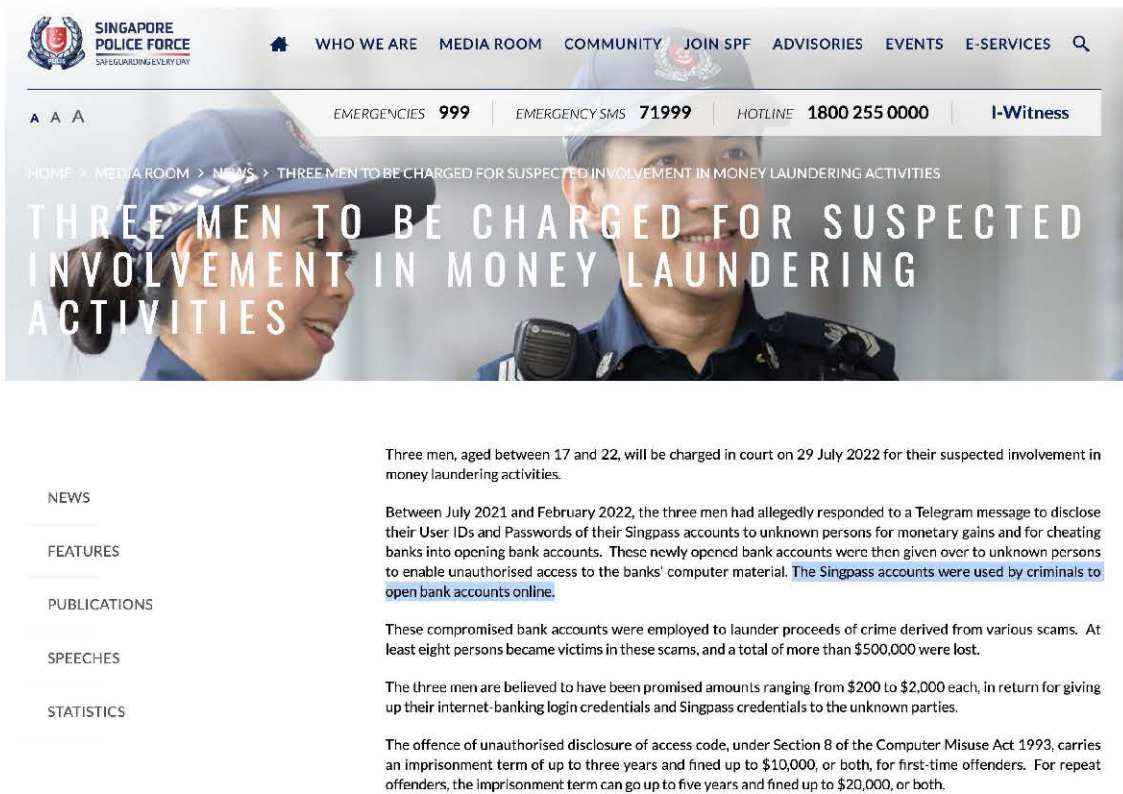 SINGAPORE
POLICE FORCE
SAFEGUARDING EVERY DAY
WHO WE ARE MEDIA ROOM COMMUNITY JOIN SPF ADVISORIES EVENTS E-SERVICES
A A A
EMERGENCIES 999 EMERGENCY SMS 71999 HOTLINE 1800 255 0000 I-Witness
HOME > MEDIA ROOM > NEWS > THREE MEN TO BE CHARGED FOR SUSPECTED INVOLVEMENT IN MONEY LAUNDERING ACTIVITIES
THREE MEN TO BE CHARGED FOR SUSPECTED
INVOLVEMENT IN MONEY LAUNDERING
ACTIVITIES
NEWS
FEATURES
PUBLICATIONS
SPEECHES
STATISTICS
Three men, aged between 17 and 22, will be charged in court on 29 July 2022 for their suspected involvement in
money laundering activities.
Between July 2021 and February 2022, the three men had allegedly responded to a Telegram message to disclose
their User IDs and Passwords of their Singpass accounts to unknown persons for monetary gains and for cheating
banks into opening bank accounts. These newly opened bank accounts were then given over to unknown persons
to enable unauthorised access to the banks' computer material. The Singpass accounts were used by criminals to
open bank accounts online.
These compromised bank accounts were employed to launder proceeds of crime derived from various scams. At
least eight persons became victims in these scams, and a total of more than $500,000 were lost.
The three men are believed to have been promised amounts ranging from $200 to $2,000 each, in return for giving
up their internet-banking login credentials and Singpass credentials to the unknown parties.
The offence of unauthorised disclosure of access code, under Section 8 of the Computer Misuse Act 1993, carries
an imprisonment term of up to three years and fined up to $10,000, or both, for first-time offenders. For repeat
offenders, the imprisonment term can go up to five years and fined up to $20,000, or both.